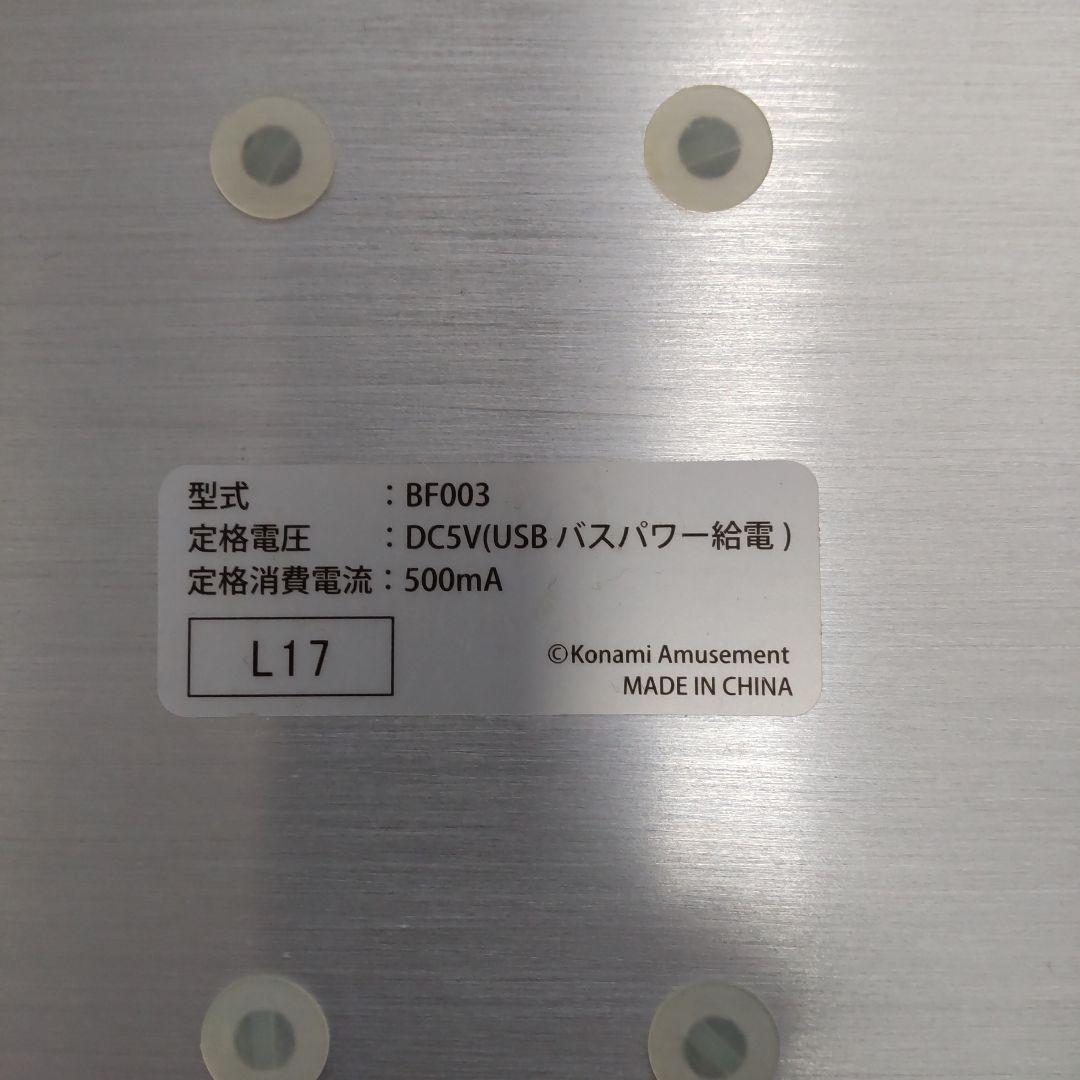 型式　　　　：BF003
定格電圧　　：DC5V(USB バスパワー給電 )
定格消費電流：500mA
L17
©Konami Amusement
MADE IN CHINA